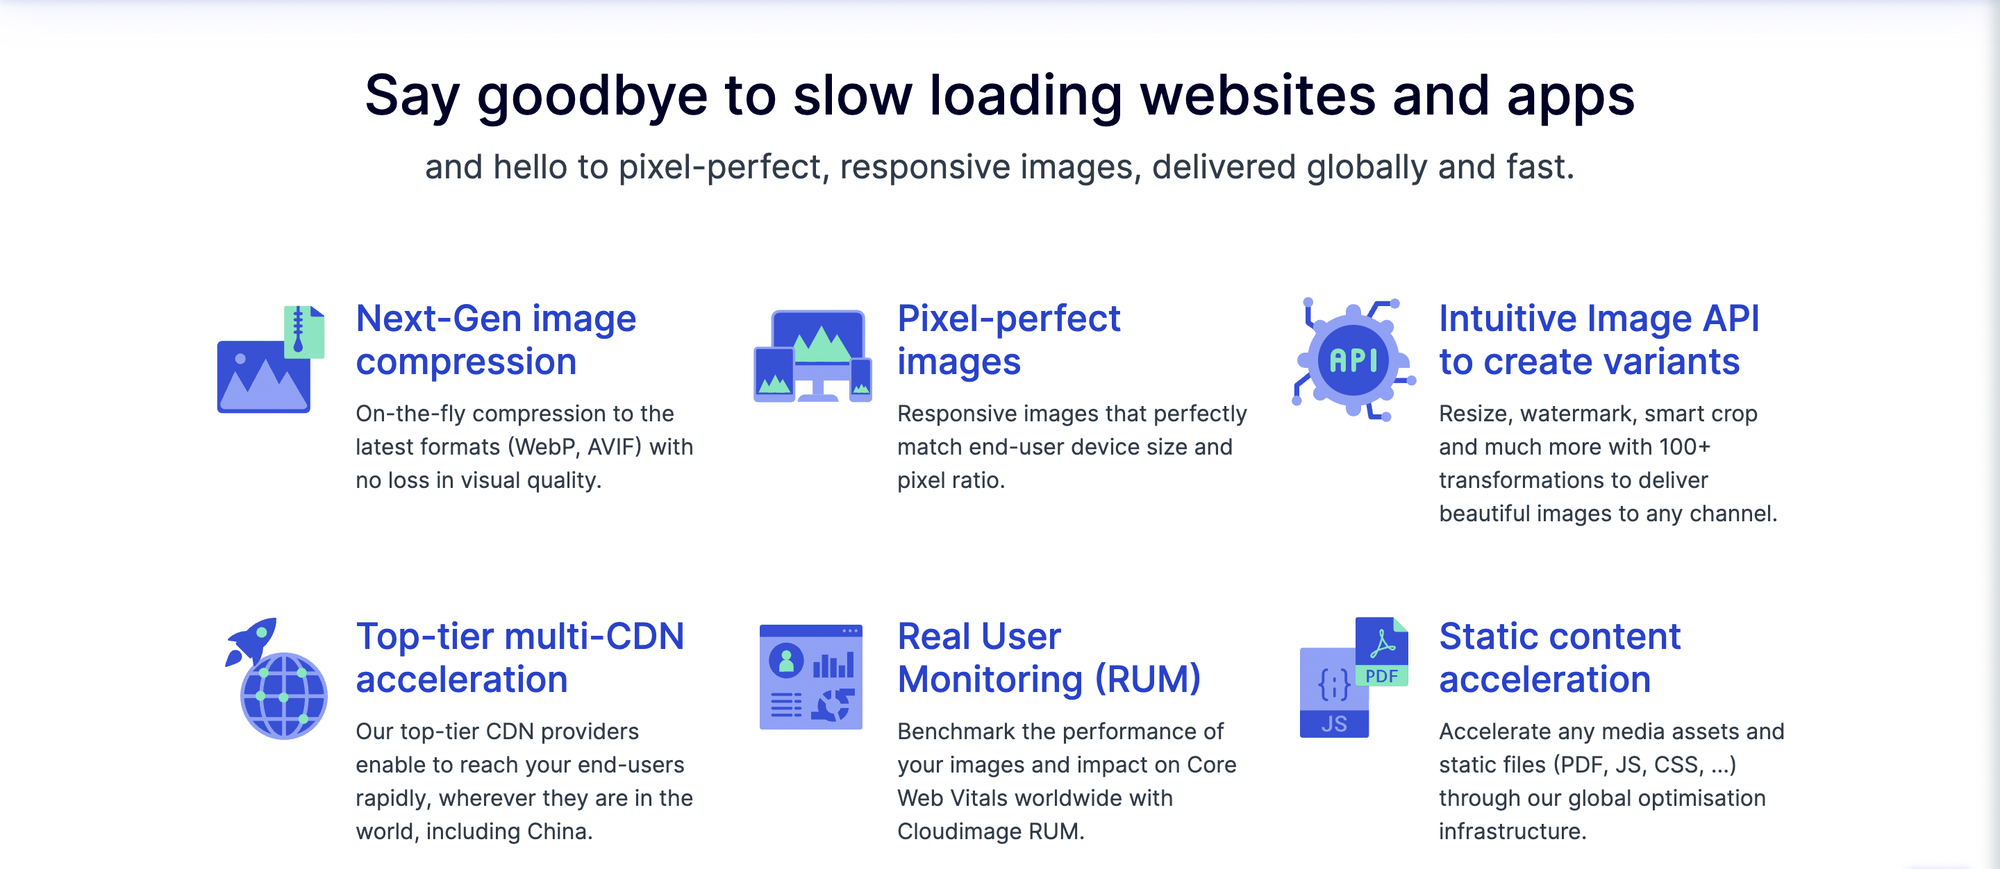 Say goodbye to slow loading websites and apps
and hello to pixel-perfect, responsive images, delivered globally and fast.
Next-Gen image
compression
On-the-fly compression to the
latest formats (WebP, AVIF) with
no loss in visual quality.
Pixel-perfect
images
Responsive images that perfectly
match end-user device size and
pixel ratio.
API
Intuitive Image API
to create variants
Resize, watermark, smart crop
and much more with 100+
transformations to deliver
beautiful images to any channel.
Top-tier multi-CDN
acceleration
Our top-tier CDN providers
enable to reach your end-users
rapidly, wherever they are in the
world, including China.
Real User
Monitoring (RUM)
Benchmark the performance of
your images and impact on Core
Web Vitals worldwide with
Cloudimage RUM.
PDF
{;}
JS
Static content
acceleration
Accelerate any media assets and
static files (PDF, JS, CSS, ...)
through our global optimisation
infrastructure.